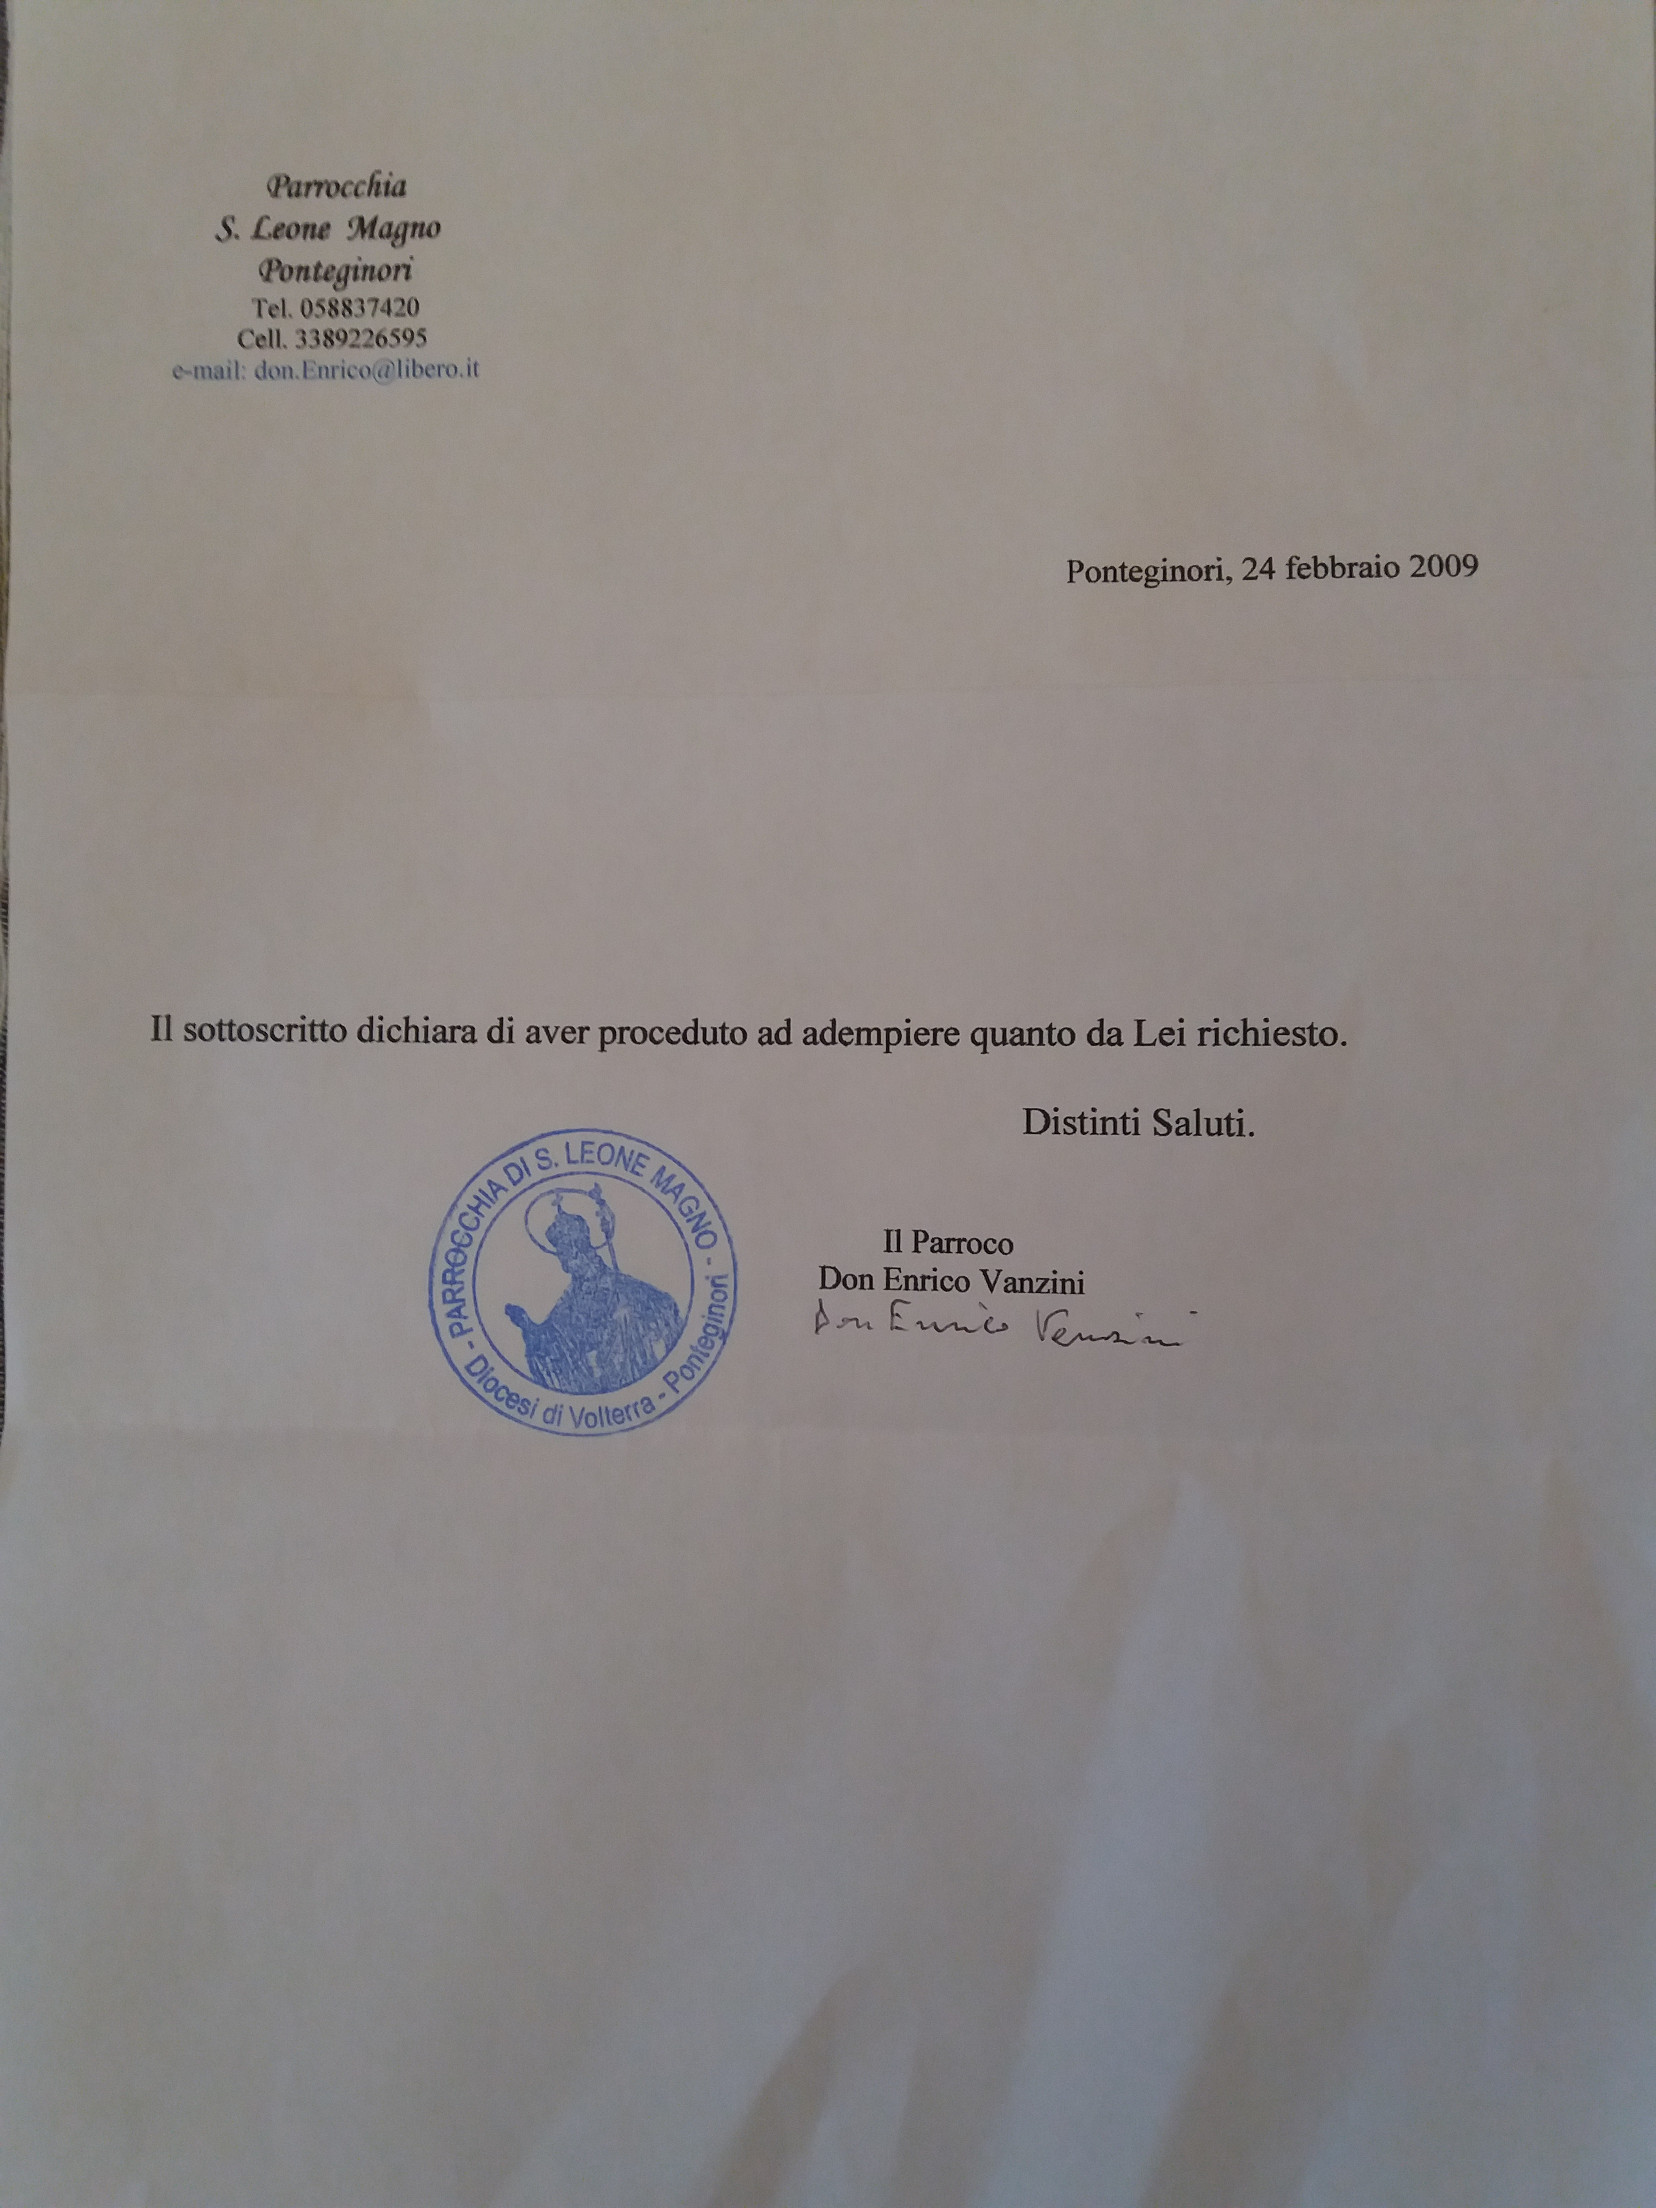 Parrocchia
S. Leone Magno
Ponteginori
Tel. 058837420
Cell. 3389226595
e-mail: don.Enrico@libero.it
Ponteginori, 24 febbraio 2009
Il sottoscritto dichiara di aver proceduto ad adempiere quanto da Lei richiesto.
Distinti Saluti.
- PARROCCHIA DI S. LEONE MAGNO -
Diocesi di Volterra - Ponteginori
Il Parroco
Don Enrico Vanzini
Don Enrico Vanzini